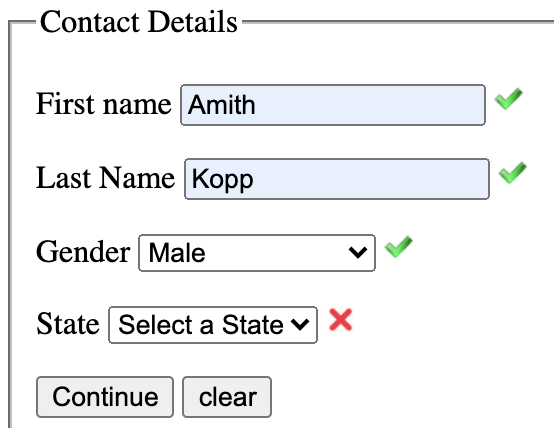 Contact Details
First name Amith
Last Name Kopp
Gender Male
State Select a State
Continue clear